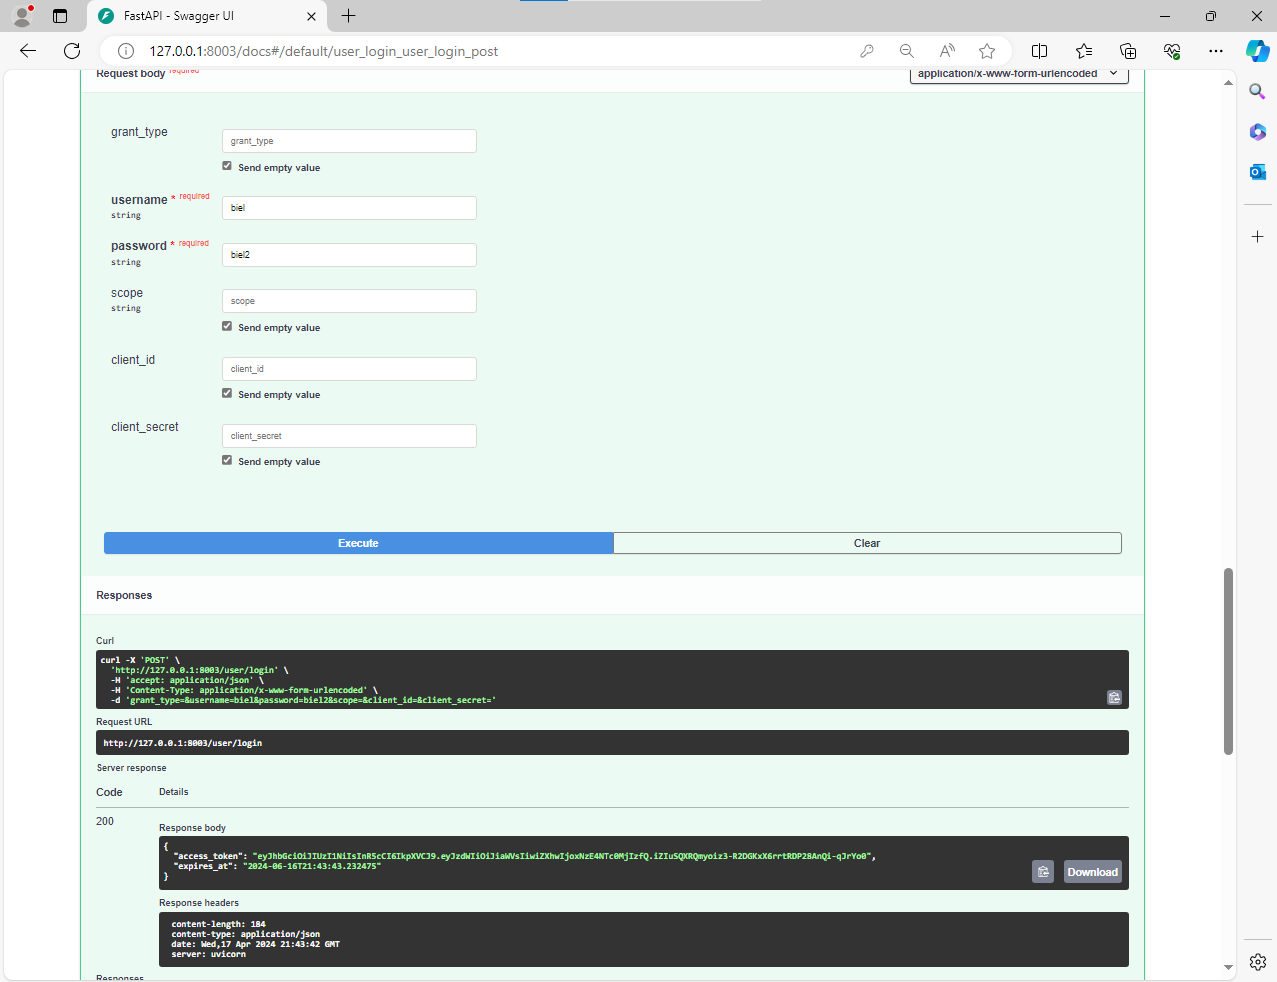 FastAPI - Swagger UI
127.0.0.1:8003/docs#/default/user_login_user_login_post
Request body required
application/x-www-form-urlencoded
grant_type
grant_type
Send empty value
username * required
string
biel
password * required
string
biel2
scope
string
scope
Send empty value
client_id
client_id
Send empty value
client_secret
client_secret
Send empty value
Execute
Clear
Responses
Curl
curl -X 'POST' \
'http://127.0.0.1:8003/user/login' \
-H 'accept: application/json' \
-H 'Content-Type: application/x-www-form-urlencoded' \
-d 'grant_type=&username=biel&password=biel2&scope=&client_id=&client_secret='
Request URL
http://127.0.0.1:8003/user/login
Server response
Code
Details
200
Response body
{
"access_token": "eyJhbGciOiJIUzI1NiIsInR5cCI6IkpXVCJ9.eyJzdWIiOiJiaWVsIiwiZXhwIjoxNzE4NTc0MjIzfQ.iZIuSQXRQmyoiz3-R2DGKxX6rrtRDP28AnQi-qJrYo0",
"expires_at": "2024-06-16T21:43:43.232475"
}
Download
Response headers
content-length: 184
content-type: application/json
date: Wed,17 Apr 2024 21:43:42 GMT
server: uvicorn
Responses